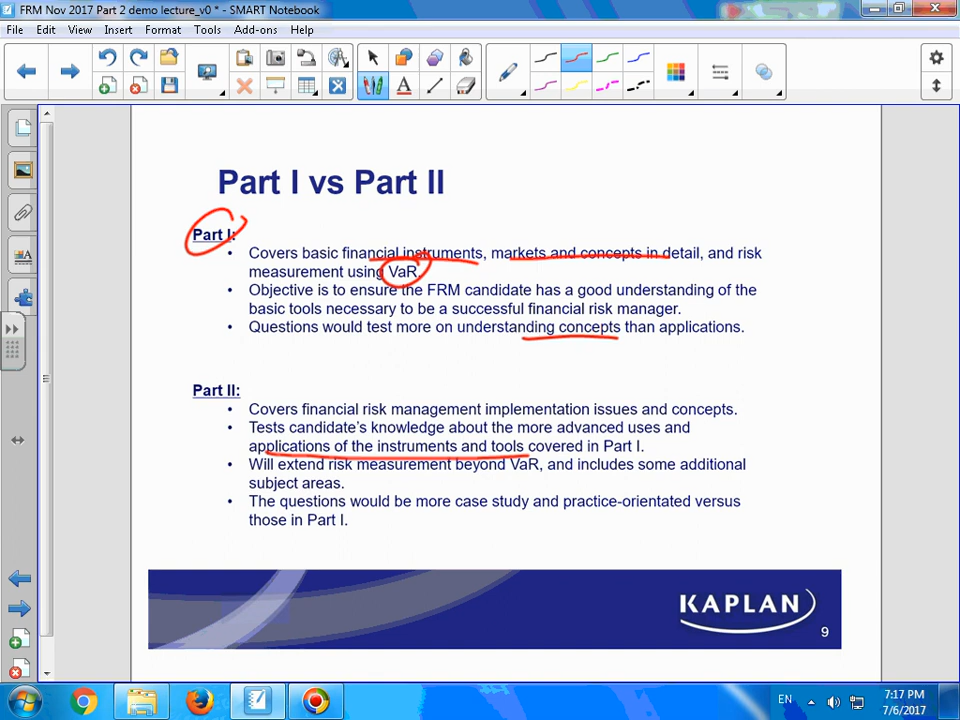 FRM Nov 2017 Part 2 demo lecture_v0 * - SMART Notebook
File Edit View Insert Format Tools Add-ons Help
Part I vs Part II
Part I:
• Covers basic financial instruments, markets and concepts in detail, and risk
measurement using VaR.
• Objective is to ensure the FRM candidate has a good understanding of the
basic tools necessary to be a successful financial risk manager.
• Questions would test more on understanding concepts than applications.
Part II:
• Covers financial risk management implementation issues and concepts.
• Tests candidate's knowledge about the more advanced uses and
applications of the instruments and tools covered in Part I.
• Will extend risk measurement beyond VaR, and includes some additional
subject areas.
• The questions would be more case study and practice-orientated versus
those in Part I.
KAPLAN
9
EN
7:17 PM
7/6/2017